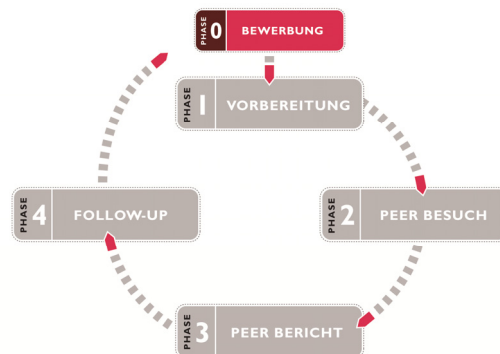 PHASE 0 BEWERBUNG
PHASE 1 VORBEREITUNG
PHASE 2 PEER BESUCH
PHASE 3 PEER BERICHT
PHASE 4 FOLLOW-UP